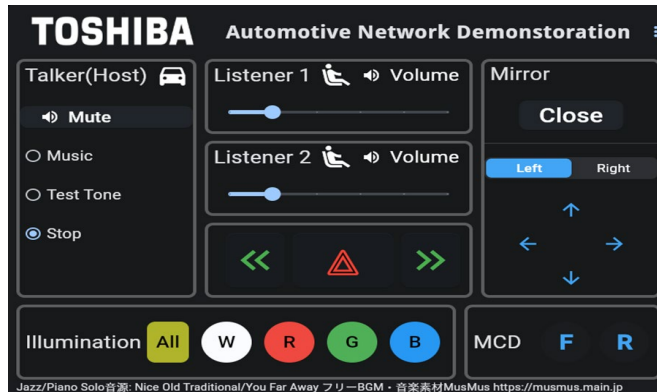 TOSHIBA Automotive Network Demonstoration
Talker(Host)
Mute
Music
Test Tone
Stop
Listener 1 Volume
Listener 2 Volume
Mirror
Close
Left Right
Illumination All W R G B
MCD F R
Jazz/Piano Solo音源: Nice Old Traditional/You Far Away フリーBGM・音楽素材MusMus https://musmus.main.jp